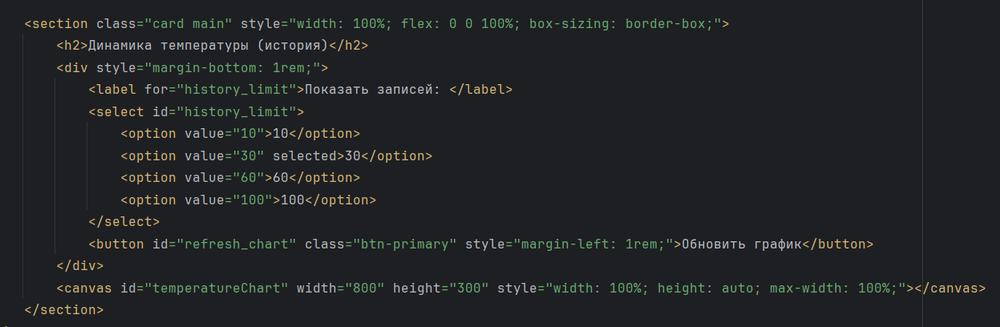 <section class="card main" style="width: 100%; flex: 0 0 100%; box-sizing: border-box;">
<h2>Динамика температуры (история)</h2>
<div style="margin-bottom: 1rem;">
<label for="history_limit">Показать записей: </label>
<select id="history_limit">
<option value="10">10</option>
<option value="30" selected>30</option>
<option value="60">60</option>
<option value="100">100</option>
</select>
<button id="refresh_chart" class="btn-primary" style="margin-left: 1rem;">Обновить график</button>
</div>
<canvas id="temperatureChart" width="800" height="300" style="width: 100%; height: auto; max-width: 100%;"></canvas>
</section>